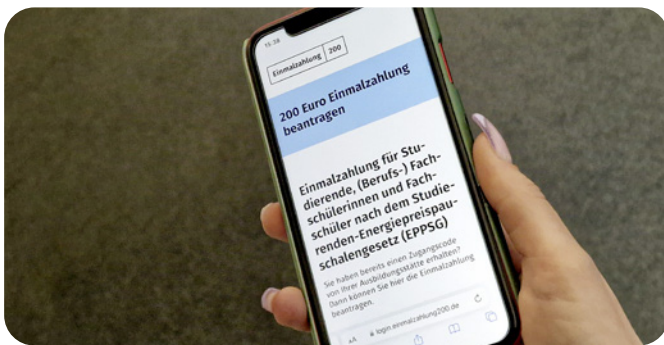 15:38
Einmalzahlung 200
200 Euro Einmalzahlung
beantragen
Einmalzahlung für Stu-
dierende, (Berufs-) Fach-
schülerinnen und Fach-
schüler nach dem Studie-
renden-Energiepreispau-
schalengesetz (EPPSG)
Sie haben bereits einen Zugangscode
von Ihrer Ausbildungsstätte erhalten?
Dann können Sie hier die Einmalzahlung
beantragen.
AA login.einmalzahlung200.de